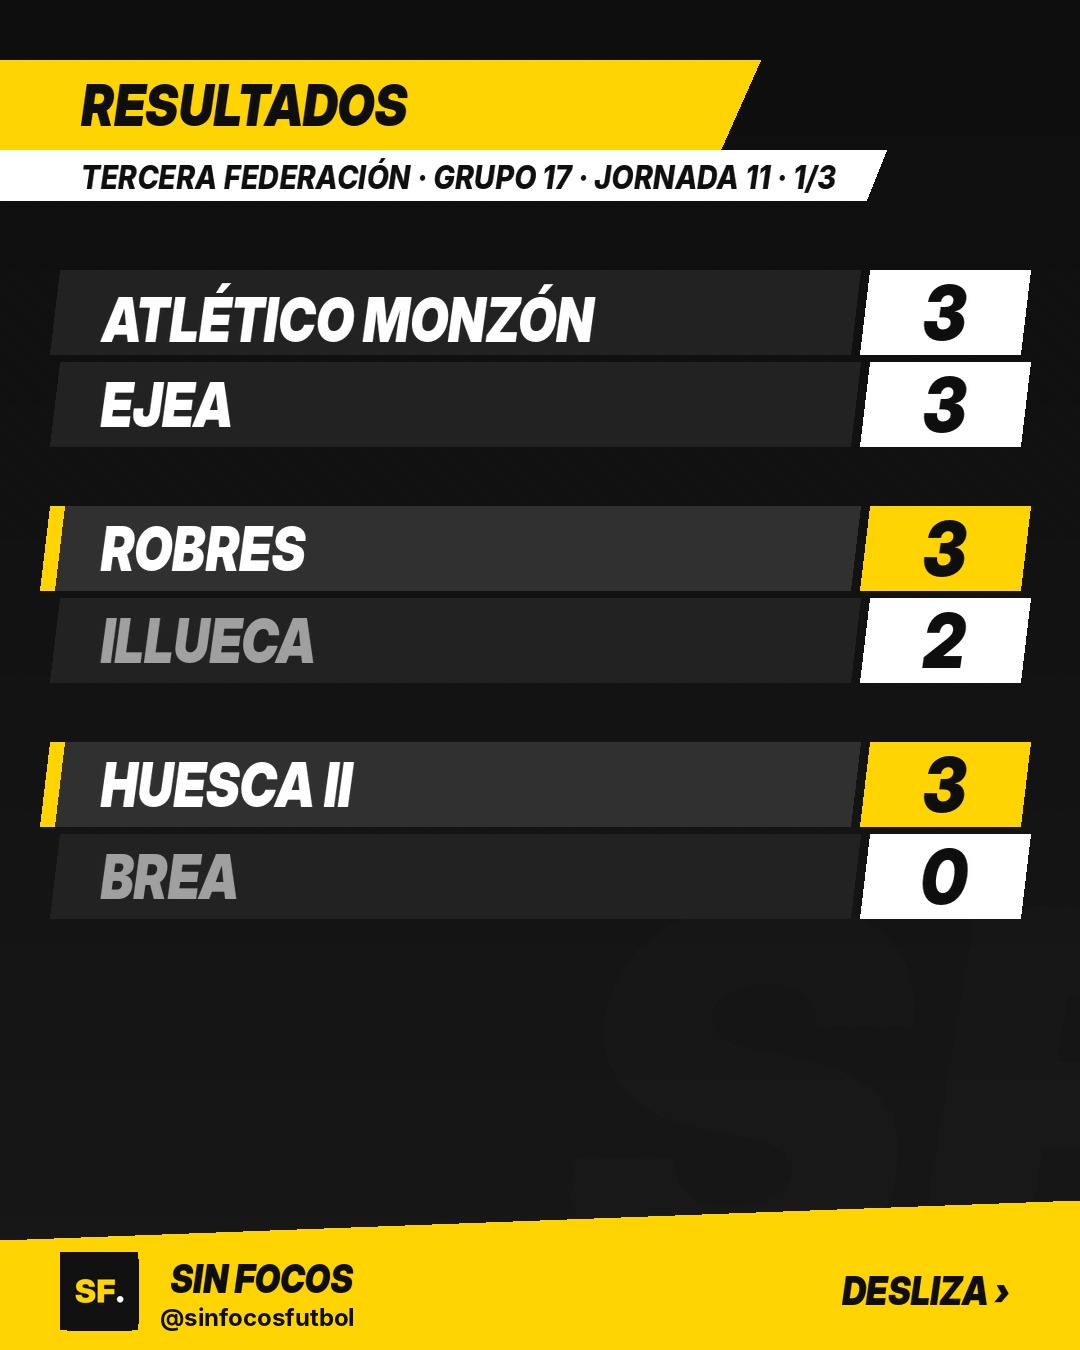 RESULTADOS
TERCERA FEDERACIÓN · GRUPO 17 · JORNADA 11 · 1/3
ATLÉTICO MONZÓN 3
EJEA 3
ROBRES 3
ILLUECA 2
HUESCA II 3
BREA 0
SF.
SIN FOCOS
@sinfocosfutbol
DESLIZA ›